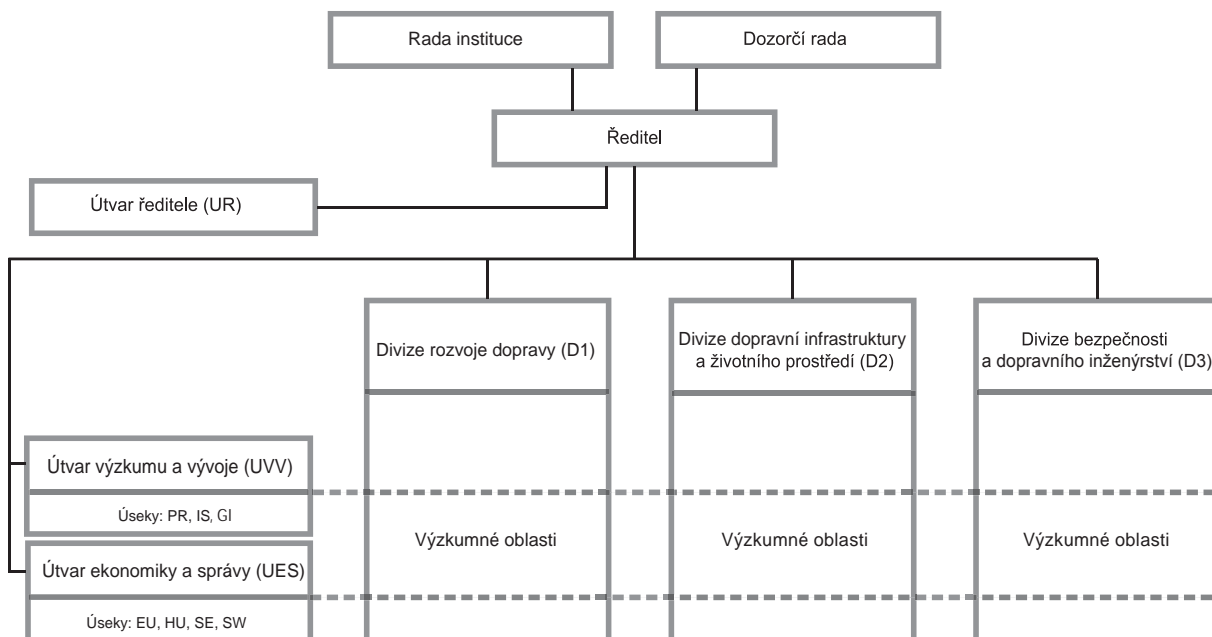 Rada instituce
Dozorčí rada
Ředitel
Útvar ředitele (UR)
Divize rozvoje dopravy (D1)
Divize dopravní infrastruktury
a životního prostředí (D2)
Divize bezpečnosti
a dopravního inženýrství (D3)
Útvar výzkumu a vývoje (UVV)
Úseky: PR, IS, GI
Výzkumné oblasti
Výzkumné oblasti
Výzkumné oblasti
Útvar ekonomiky a správy (UES)
Úseky: EU, HU, SE, SW